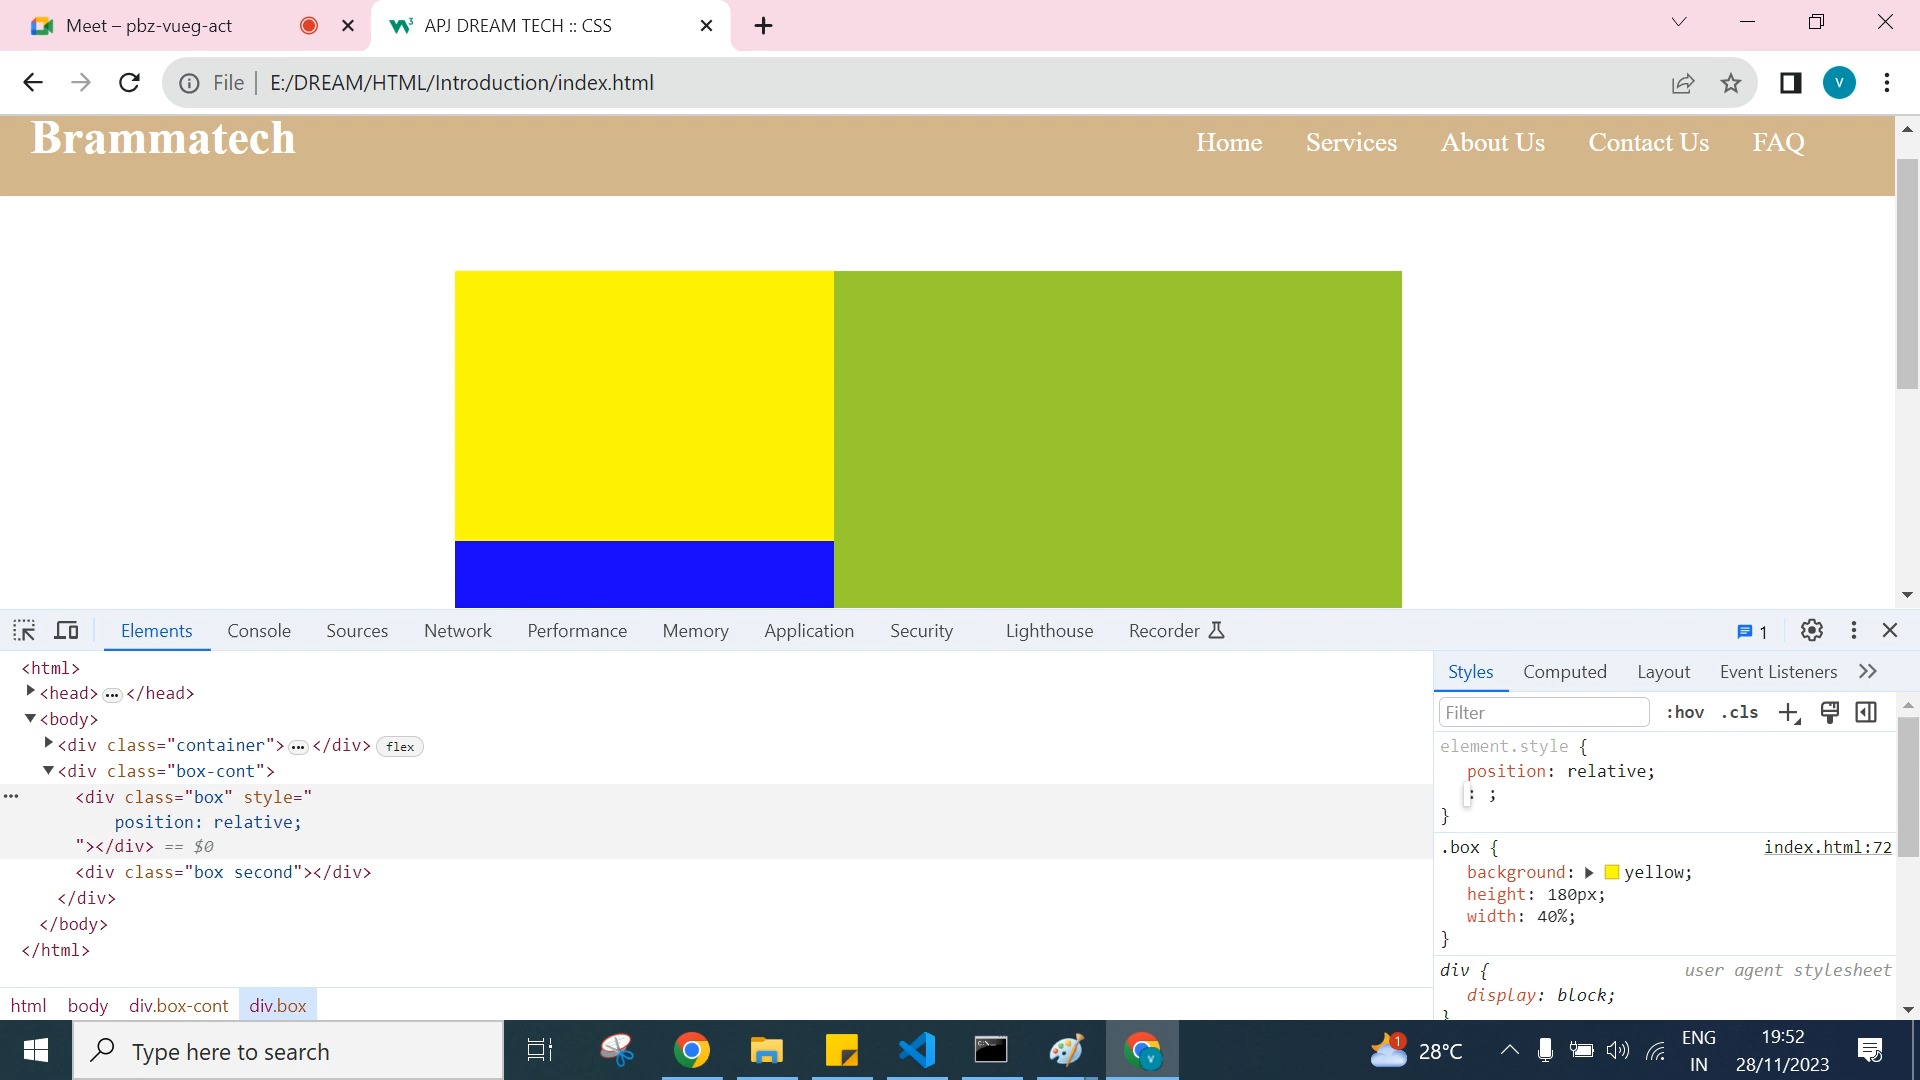 Meet – pbz-vueg-act
APJ DREAM TECH :: CSS
File
E:/DREAM/HTML/Introduction/index.html
V
Brammatech
Home Services About Us Contact Us FAQ
Elements Console Sources Network Performance Memory Application Security Lighthouse Recorder
1
<html>
<head> ••• </head>
<body>
<div class="container"> ••• </div> flex
<div class="box-cont">
<div class="box" style="
position: relative;
"></div> == $0
<div class="box second"></div>
</div>
</body>
</html>
html body div.box-cont div.box
Styles Computed Layout Event Listeners
Filter :hov .cls
element.style {
position: relative;
: ;
}
.box { index.html:72
background: yellow;
height: 180px;
width: 40%;
}
div { user agent stylesheet
display: block;
}
Type here to search
1
28°C
ENG
IN
19:52
28/11/2023